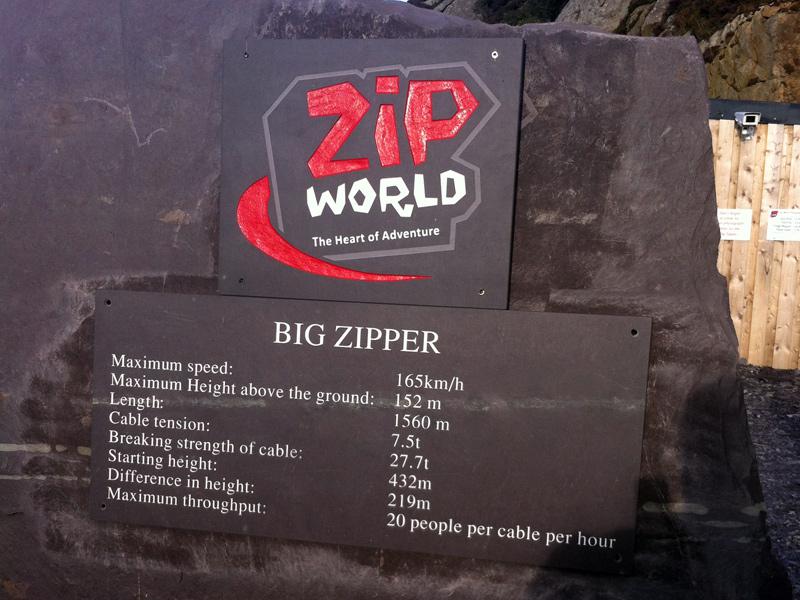 ZiP
WORLD
The Heart of Adventure
BIG ZIPPER
Maximum speed: 165km/h
Maximum Height above the ground: 152 m
Length: 1560 m
Cable tension: 7.5t
Breaking strength of cable: 27.7t
Starting height: 432m
Difference in height: 219m
Maximum throughput: 20 people per cable per hour